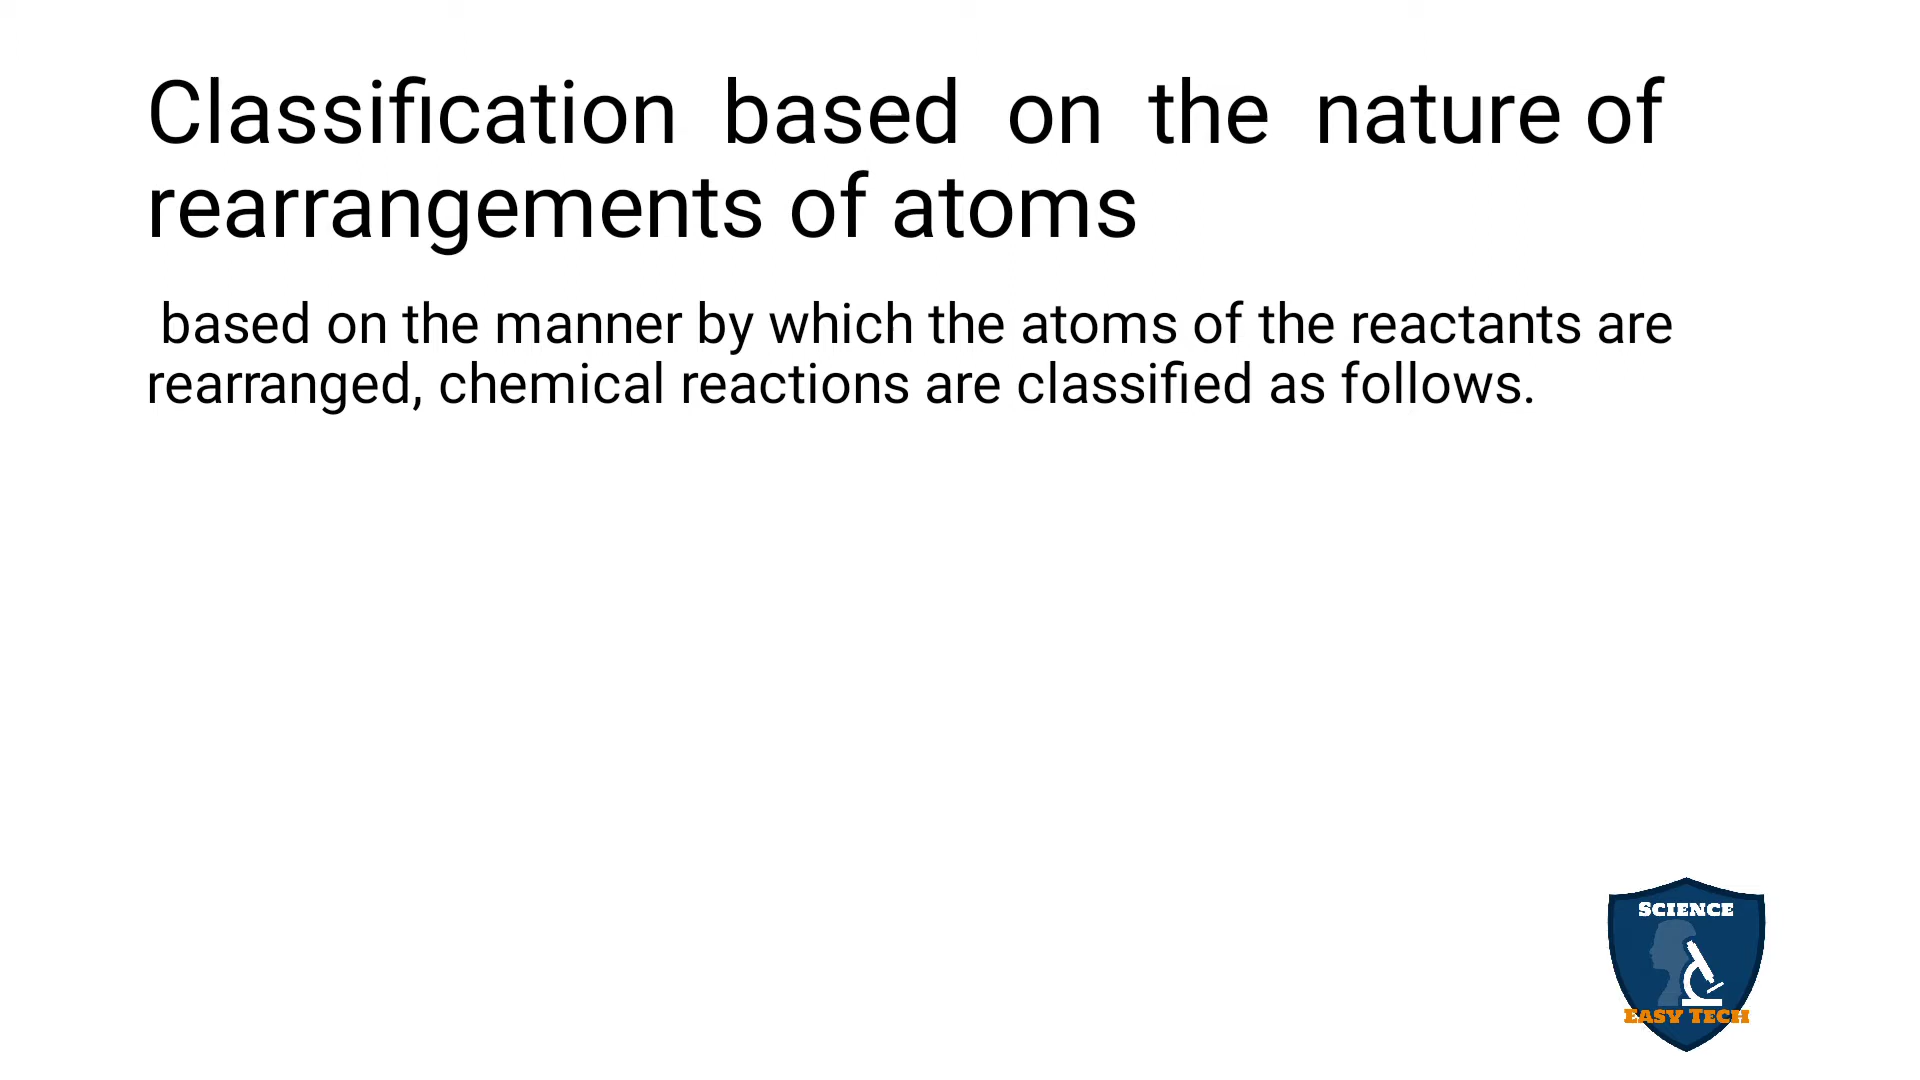 Classification based on the nature of
rearrangements of atoms
based on the manner by which the atoms of the reactants are
rearranged, chemical reactions are classified as follows.
SCIENCE
EASY TECH